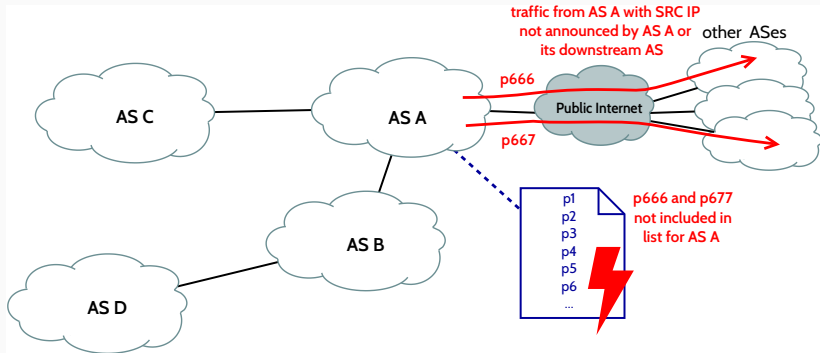 traffic from AS A with SRC IP
not announced by AS A or
its downstream AS
other ASes
p666
AS C
AS A
Public Internet
p667
p1
p2
p3
p4
p5
p6
...
p666 and p677
not included in
list for AS A
AS B
AS D